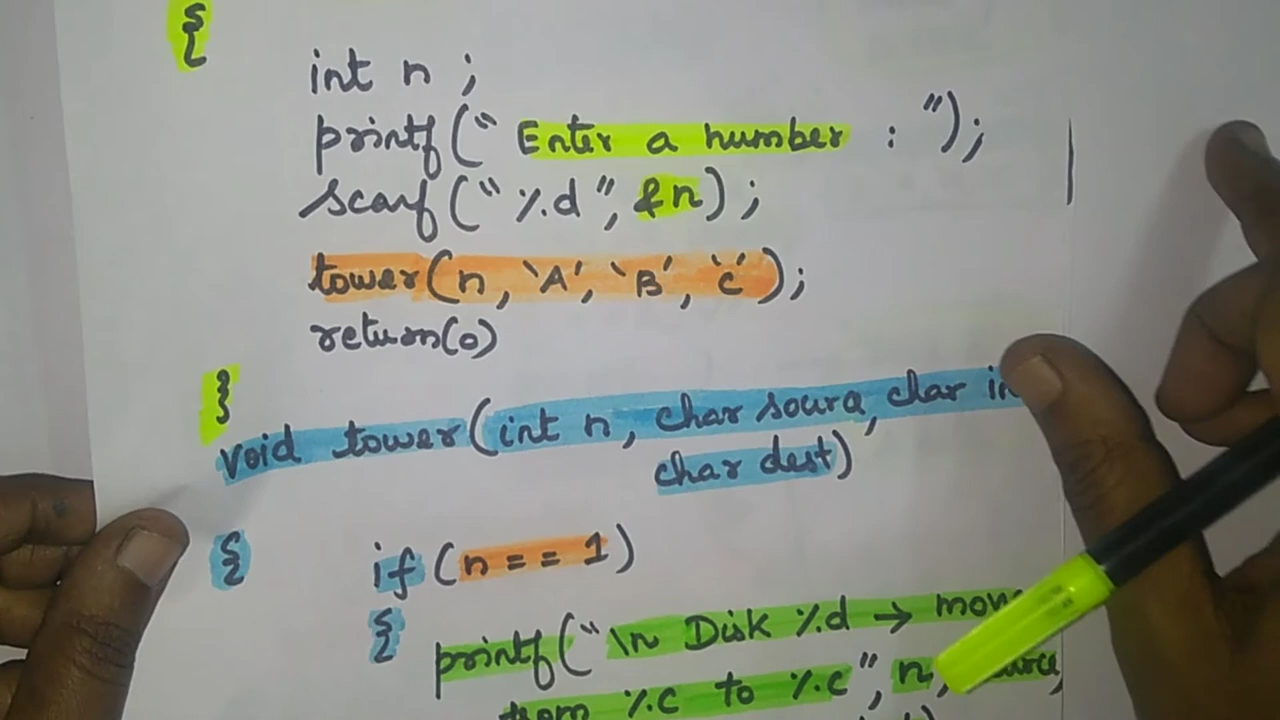 {
int n ;
printf(" Enter a number : ");
scanf("%d", &n);
tower(n, 'A', 'B', 'c');
return(0)
}
void tower(int n, char source, char
char dest)
{ if (n == 1)
{ printf("\n Disk %d →
from %c to %c", n,